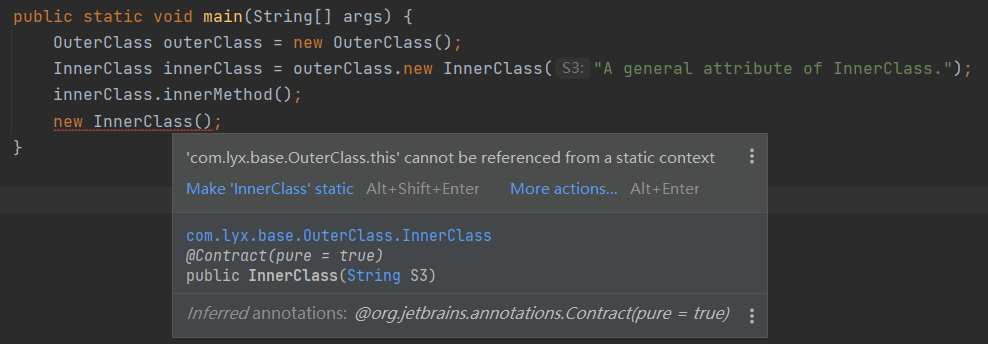 public static void main(String[] args) {
OuterClass outerClass = new OuterClass();
InnerClass innerClass = outerClass.new InnerClass( S3: "A general attribute of InnerClass.");
innerClass.innerMethod();
new InnerClass();
}
'com.lyx.base.OuterClass.this' cannot be referenced from a static context
Make 'InnerClass' static Alt+Shift+Enter More actions... Alt+Enter
com.lyx.base.OuterClass.InnerClass
@Contract(pure = true)
public InnerClass(String S3)
Inferred annotations: @org.jetbrains.annotations.Contract(pure = true)